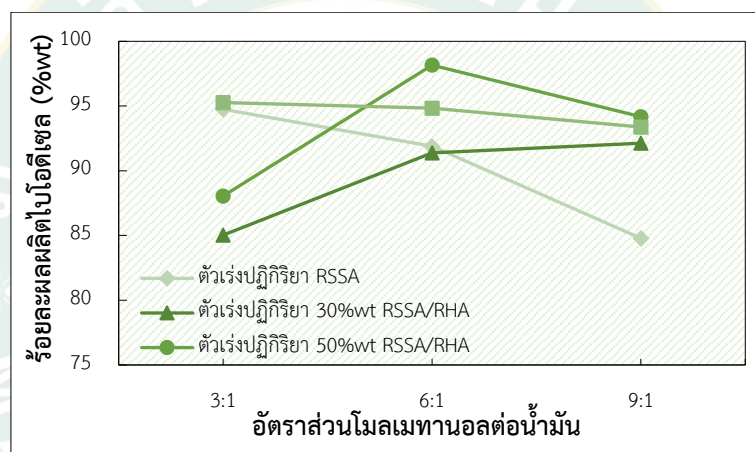 ร้อยละผลผลิตไบโอดีเซล (%wt)
100
95
90
85
80
75
ตัวเร่งปฏิกิริยา RSSA
ตัวเร่งปฏิกิริยา 30%wt RSSA/RHA
ตัวเร่งปฏิกิริยา 50%wt RSSA/RHA
3:1 6:1 9:1
อัตราส่วนโมลเมทานอลต่อน้ำมัน